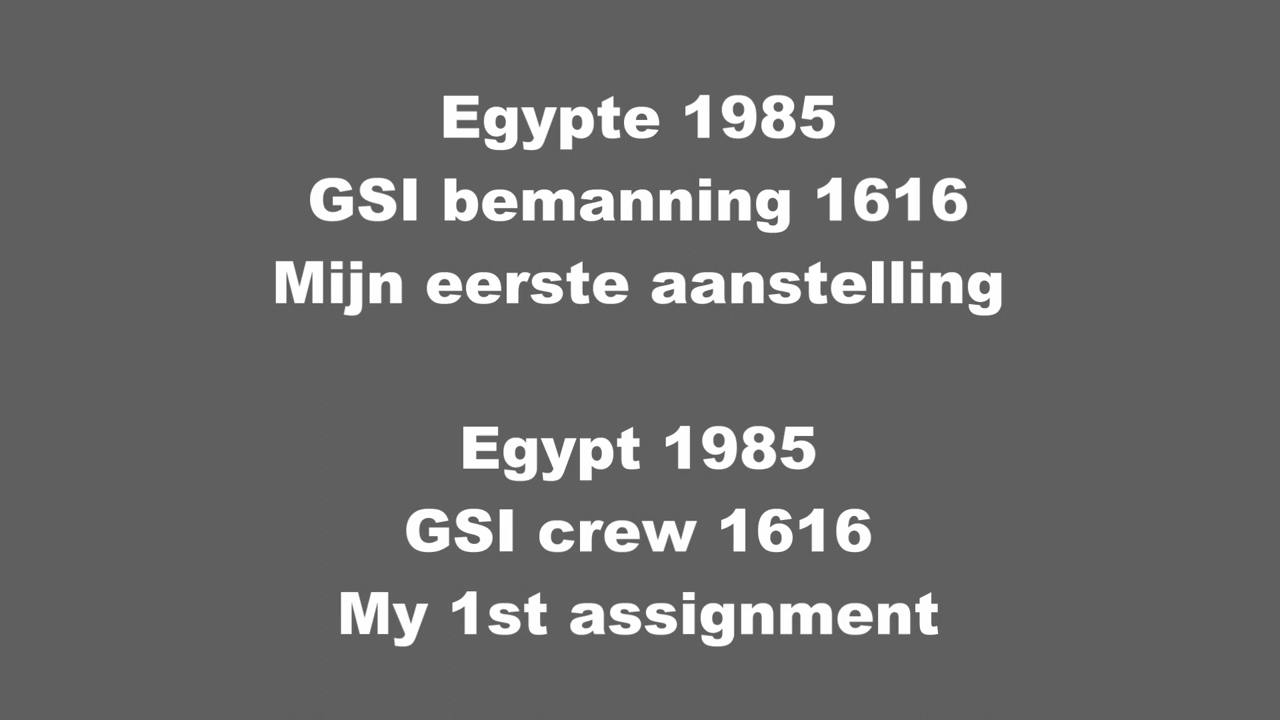 Egypte 1985
GSI bemanning 1616
Mijn eerste aanstelling
Egypt 1985
GSI crew 1616
My 1st assignment